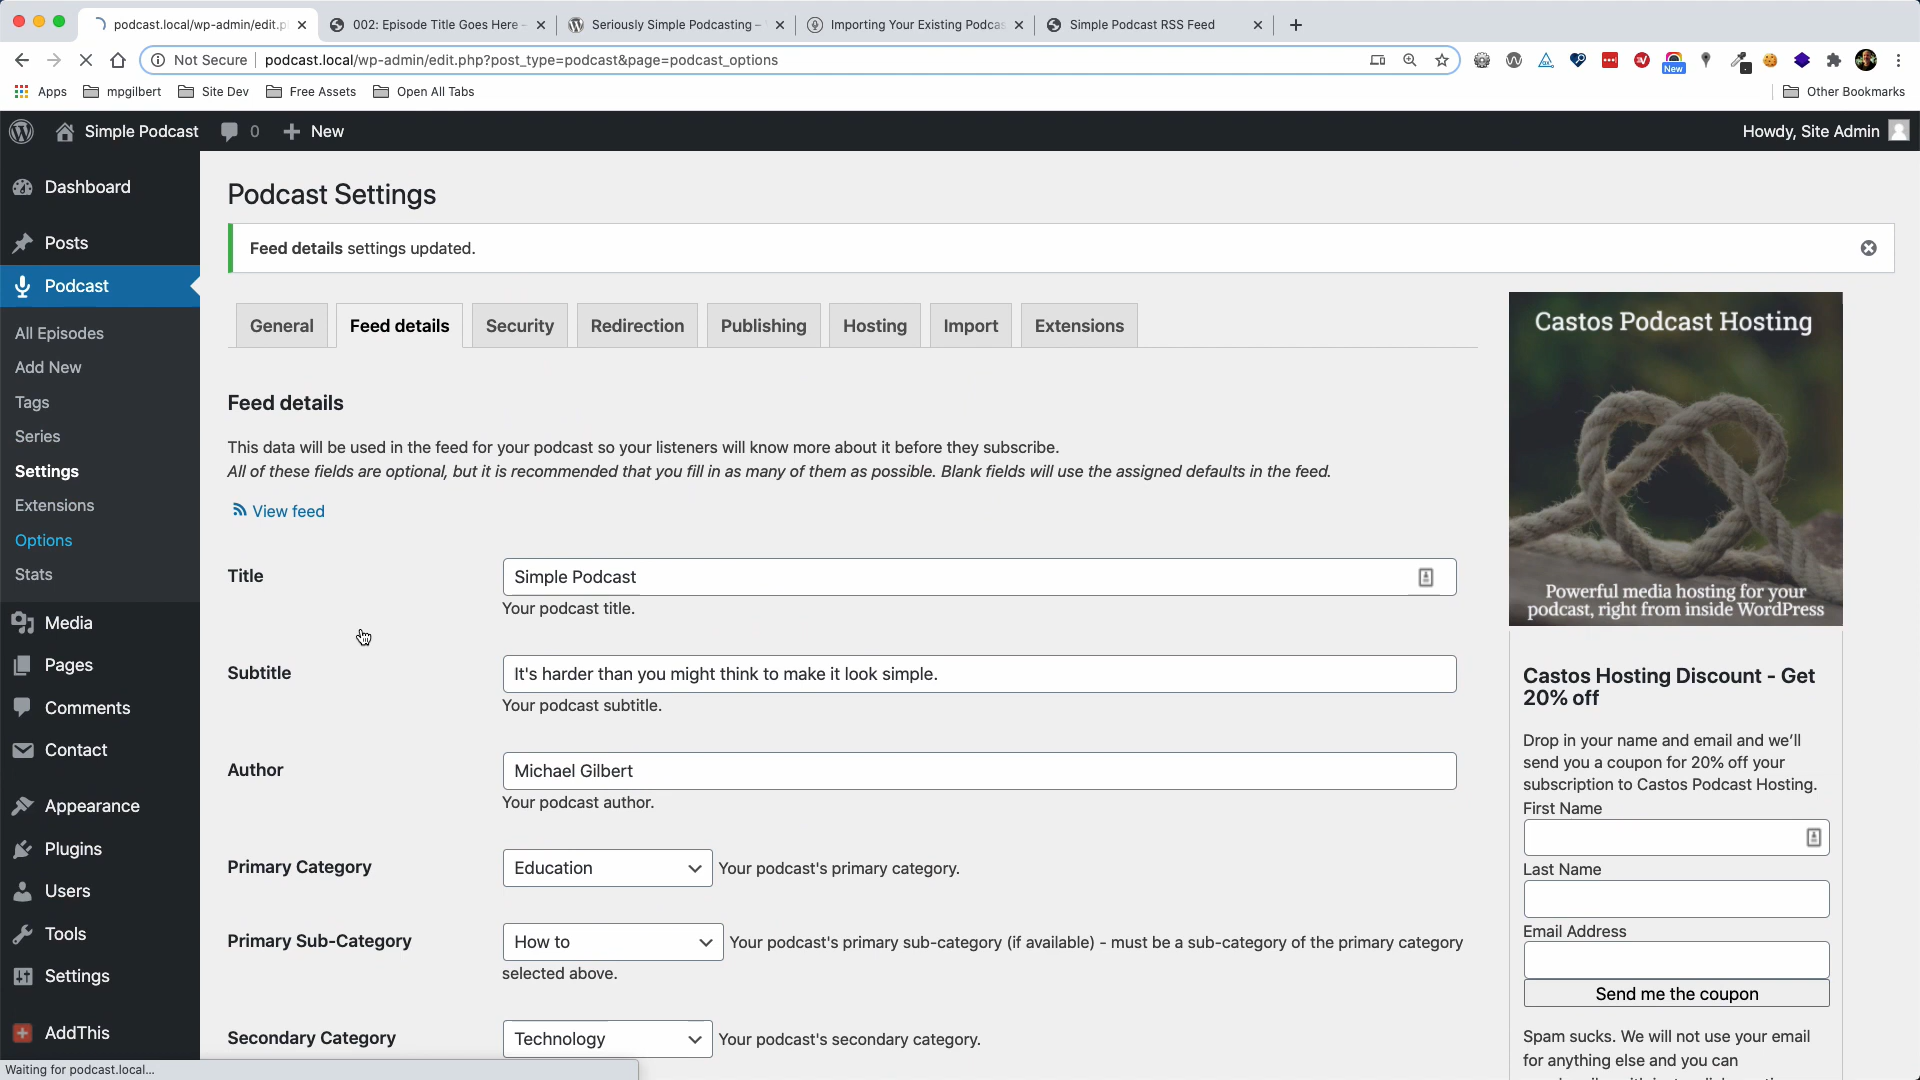 podcast.local/wp-admin/edit.p
002: Episode Title Goes Here -
Seriously Simple Podcasting –
Importing Your Existing Podcas
Simple Podcast RSS Feed
Not Secure
podcast.local/wp-admin/edit.php?post_type=podcast&page=podcast_options
New
Apps
mpgilbert
Site Dev
Free Assets
Open All Tabs
Other Bookmarks
Simple Podcast
0
New
Howdy, Site Admin
Dashboard
Posts
Podcast
All Episodes
Add New
Tags
Series
Settings
Extensions
Options
Stats
Media
Pages
Comments
Contact
Appearance
Plugins
Users
Tools
Settings
AddThis
Waiting for podcast.local...
Podcast Settings
Feed details settings updated.
General
Feed details
Security
Redirection
Publishing
Hosting
Import
Extensions
Feed details
This data will be used in the feed for your podcast so your listeners will know more about it before they subscribe.
All of these fields are optional, but it is recommended that you fill in as many of them as possible. Blank fields will use the assigned defaults in the feed.
View feed
Title
Simple Podcast
Your podcast title.
Subtitle
It's harder than you might think to make it look simple.
Your podcast subtitle.
Author
Michael Gilbert
Your podcast author.
Primary Category
Education
Your podcast's primary category.
Primary Sub-Category
How to
Your podcast's primary sub-category (if available) - must be a sub-category of the primary category
selected above.
Secondary Category
Technology
Your podcast's secondary category.
Castos Podcast Hosting
Powerful media hosting for your
podcast, right from inside WordPress
Castos Hosting Discount - Get
20% off
Drop in your name and email and we'll
send you a coupon for 20% off your
subscription to Castos Podcast Hosting.
First Name
Last Name
Email Address
Send me the coupon
Spam sucks. We will not use your email
for anything else and you can